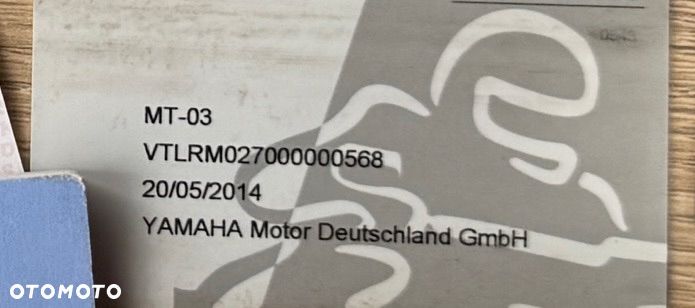 MT-03
VTLRM027000000568
20/05/2014
YAMAHA Motor Deutschland GmbH
OTOMOTO